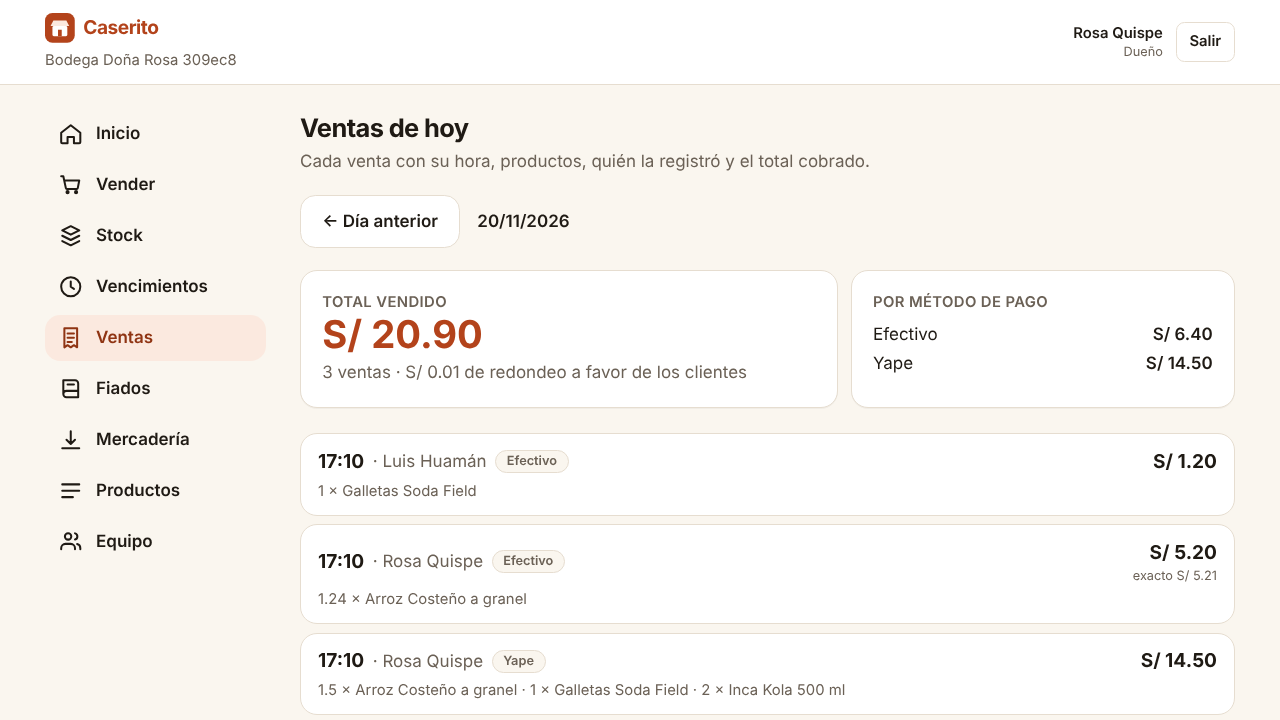 Caserito
Bodega Doña Rosa 309ec8
Rosa Quispe
Dueño
Salir
Inicio
Vender
Stock
Vencimientos
Ventas
Fiados
Mercadería
Productos
Equipo
Ventas de hoy
Cada venta con su hora, productos, quién la registró y el total cobrado.
← Día anterior
20/11/2026
TOTAL VENDIDO
S/ 20.90
3 ventas · S/ 0.01 de redondeo a favor de los clientes
POR MÉTODO DE PAGO
Efectivo S/ 6.40
Yape S/ 14.50
17:10 · Luis Huamán Efectivo S/ 1.20
1 × Galletas Soda Field
17:10 · Rosa Quispe Efectivo S/ 5.20
exacto S/ 5.21
1.24 × Arroz Costeño a granel
17:10 · Rosa Quispe Yape S/ 14.50
1.5 × Arroz Costeño a granel · 1 × Galletas Soda Field · 2 × Inca Kola 500 ml